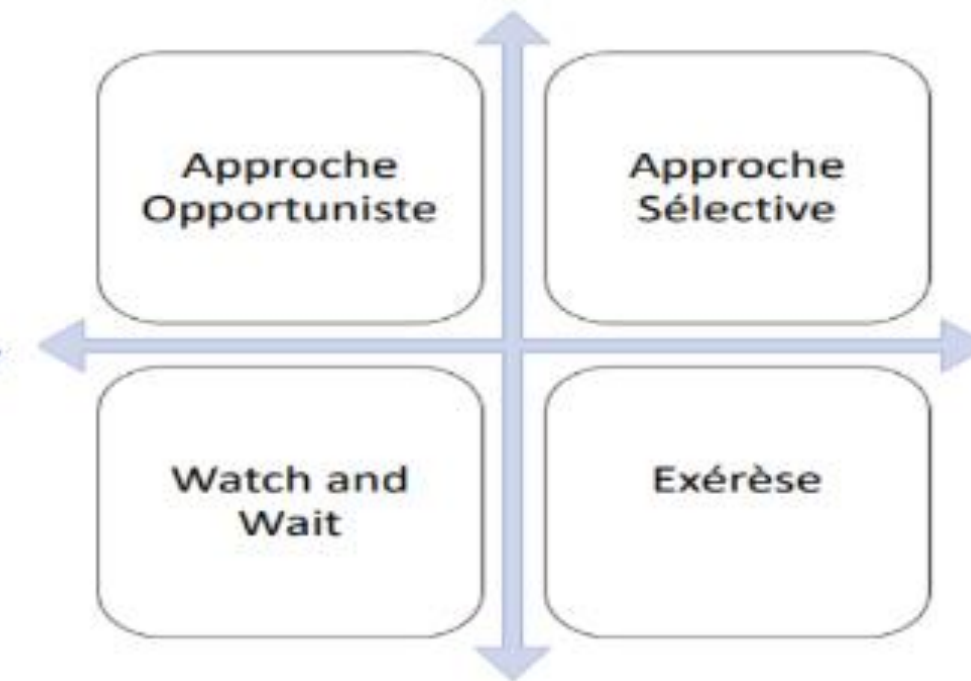 Approche
Opportuniste
Approche
Sélective
Watch and
Wait
Exérèse